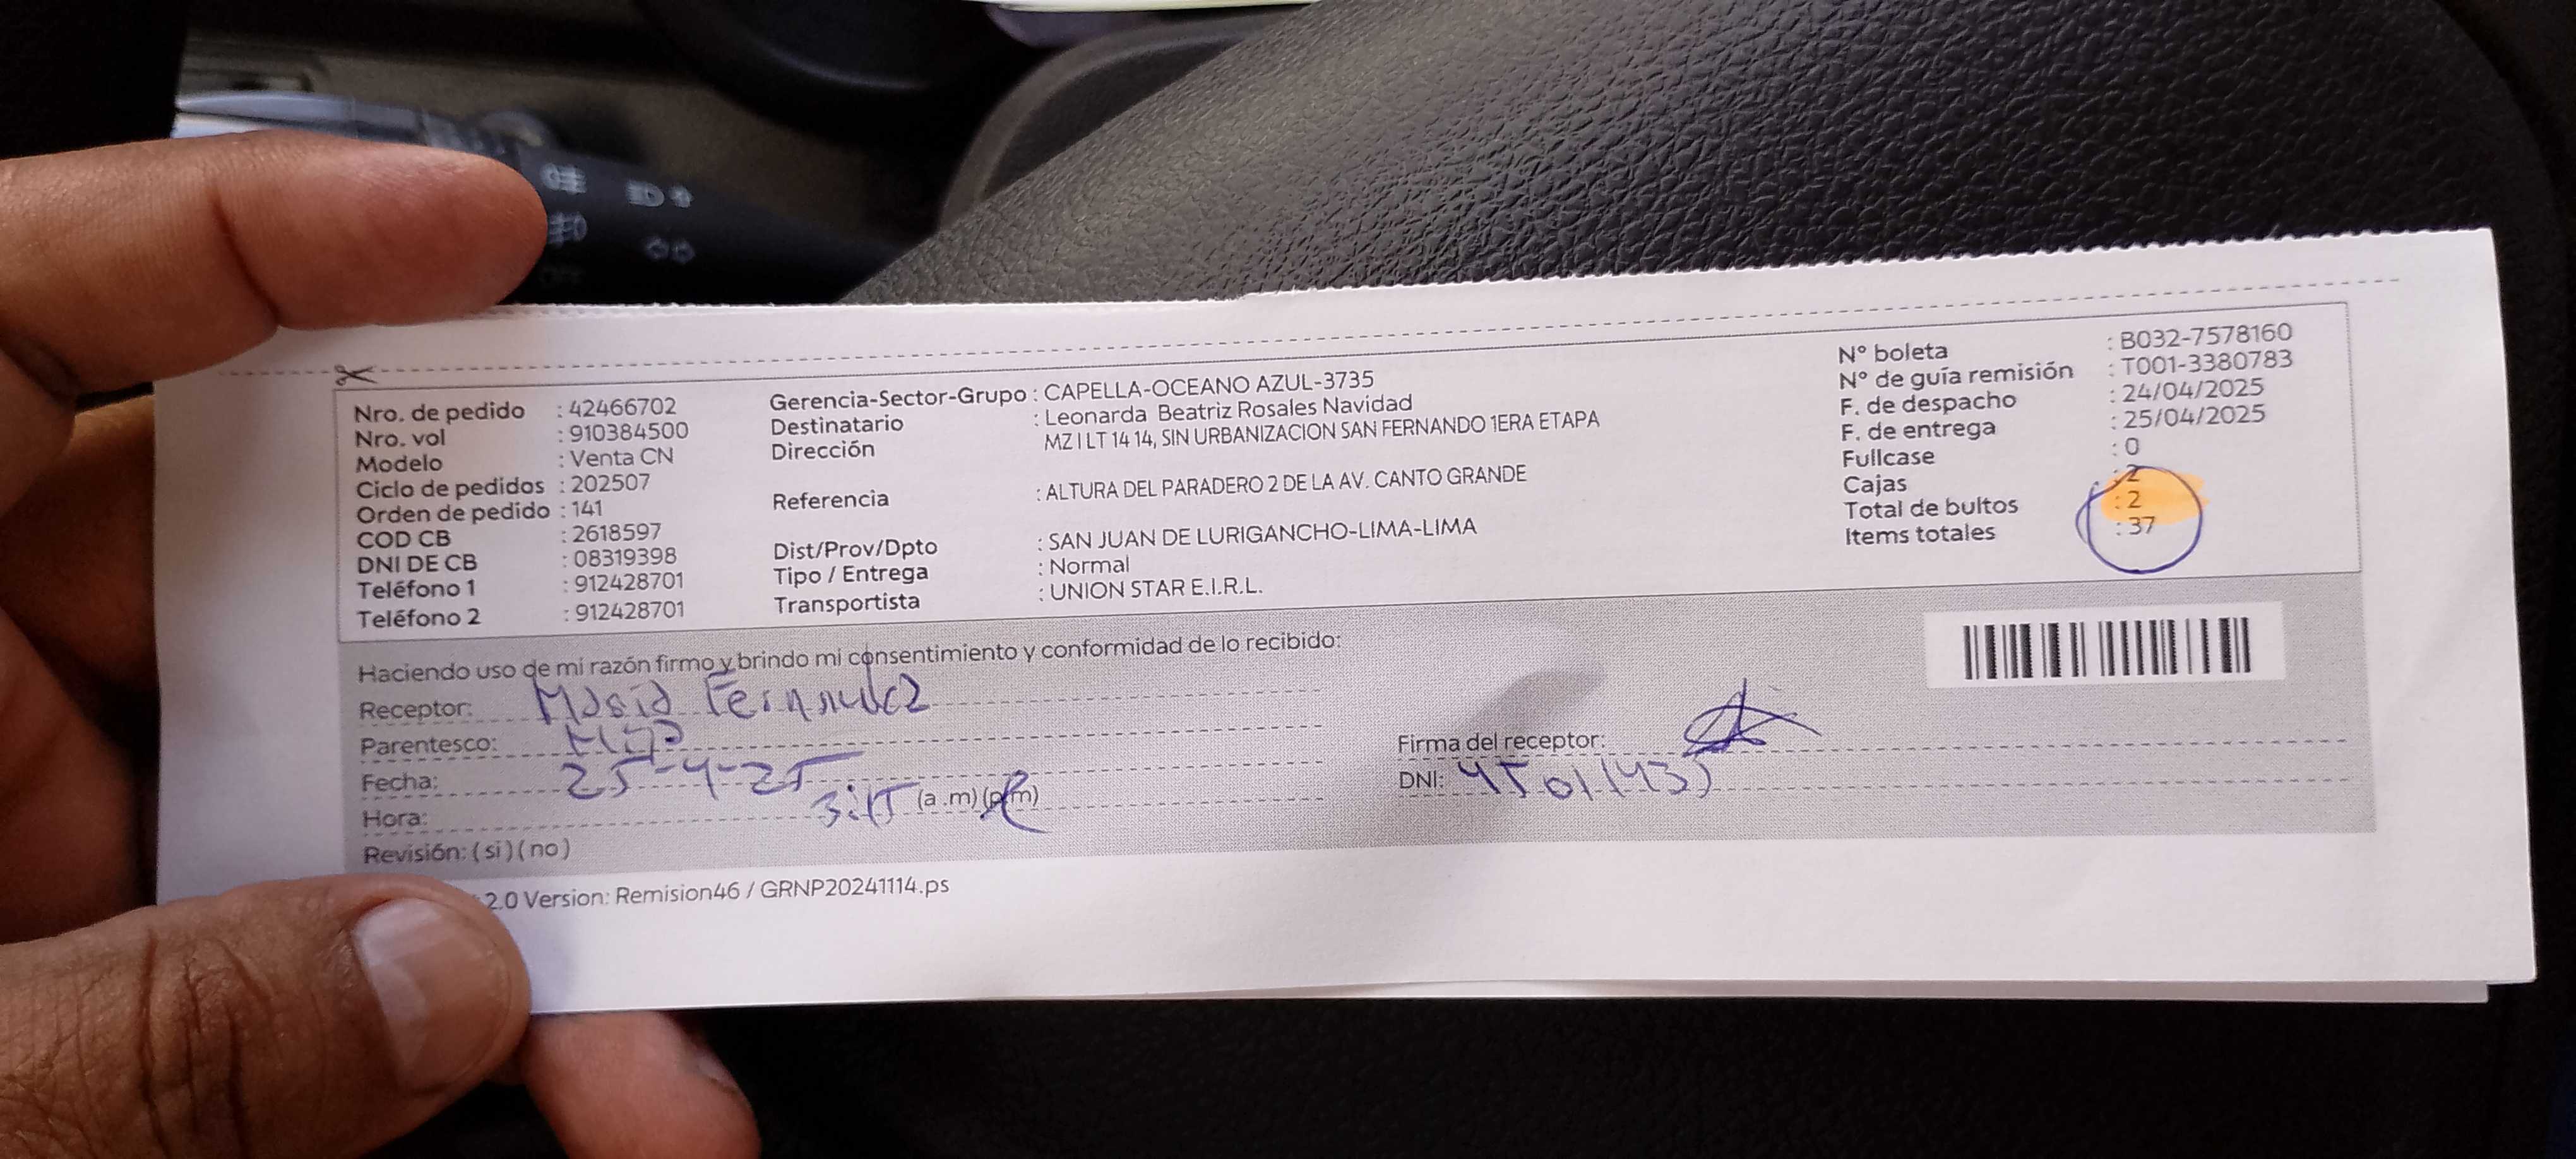 Nro. de pedido : 42466702
Nro. vol : 910384500
Modelo : Venta CN
Ciclo de pedidos : 202507
Orden de pedido : 141
COD CB : 2618597
DNI DE CB : 08319398
Teléfono 1 : 912428701
Teléfono 2 : 912428701
Gerencia-Sector-Grupo : CAPELLA-OCEANO AZUL-3735
Destinatario : Leonarda Beatriz Rosales Navidad
Dirección MZ I LT 14 14, SIN URBANIZACION SAN FERNANDO 1ERA ETAPA
Referencia : ALTURA DEL PARADERO 2 DE LA AV. CANTO GRANDE
Dist/Prov/Dpto : SAN JUAN DE LURIGANCHO-LIMA-LIMA
Tipo / Entrega : Normal
Transportista : UNION STAR E.I.R.L.
N° boleta : B032-7578160
N° de guía remisión : T001-3380783
F. de despacho : 24/04/2025
F. de entrega : 25/04/2025
Fullcase : 0
Cajas : 2
Total de bultos : 2
Items totales : 37
Haciendo uso de mi razón firmo y brindo mi consentimiento y conformidad de lo recibido:
Receptor:
Parentesco:
Fecha: 25-4-25
Hora: 3:15 (a .m) (p.m)
Revisión: ( si ) ( no )
Firma del receptor:
DNI:
2.0 Version: Remision46 / GRNP20241114.ps